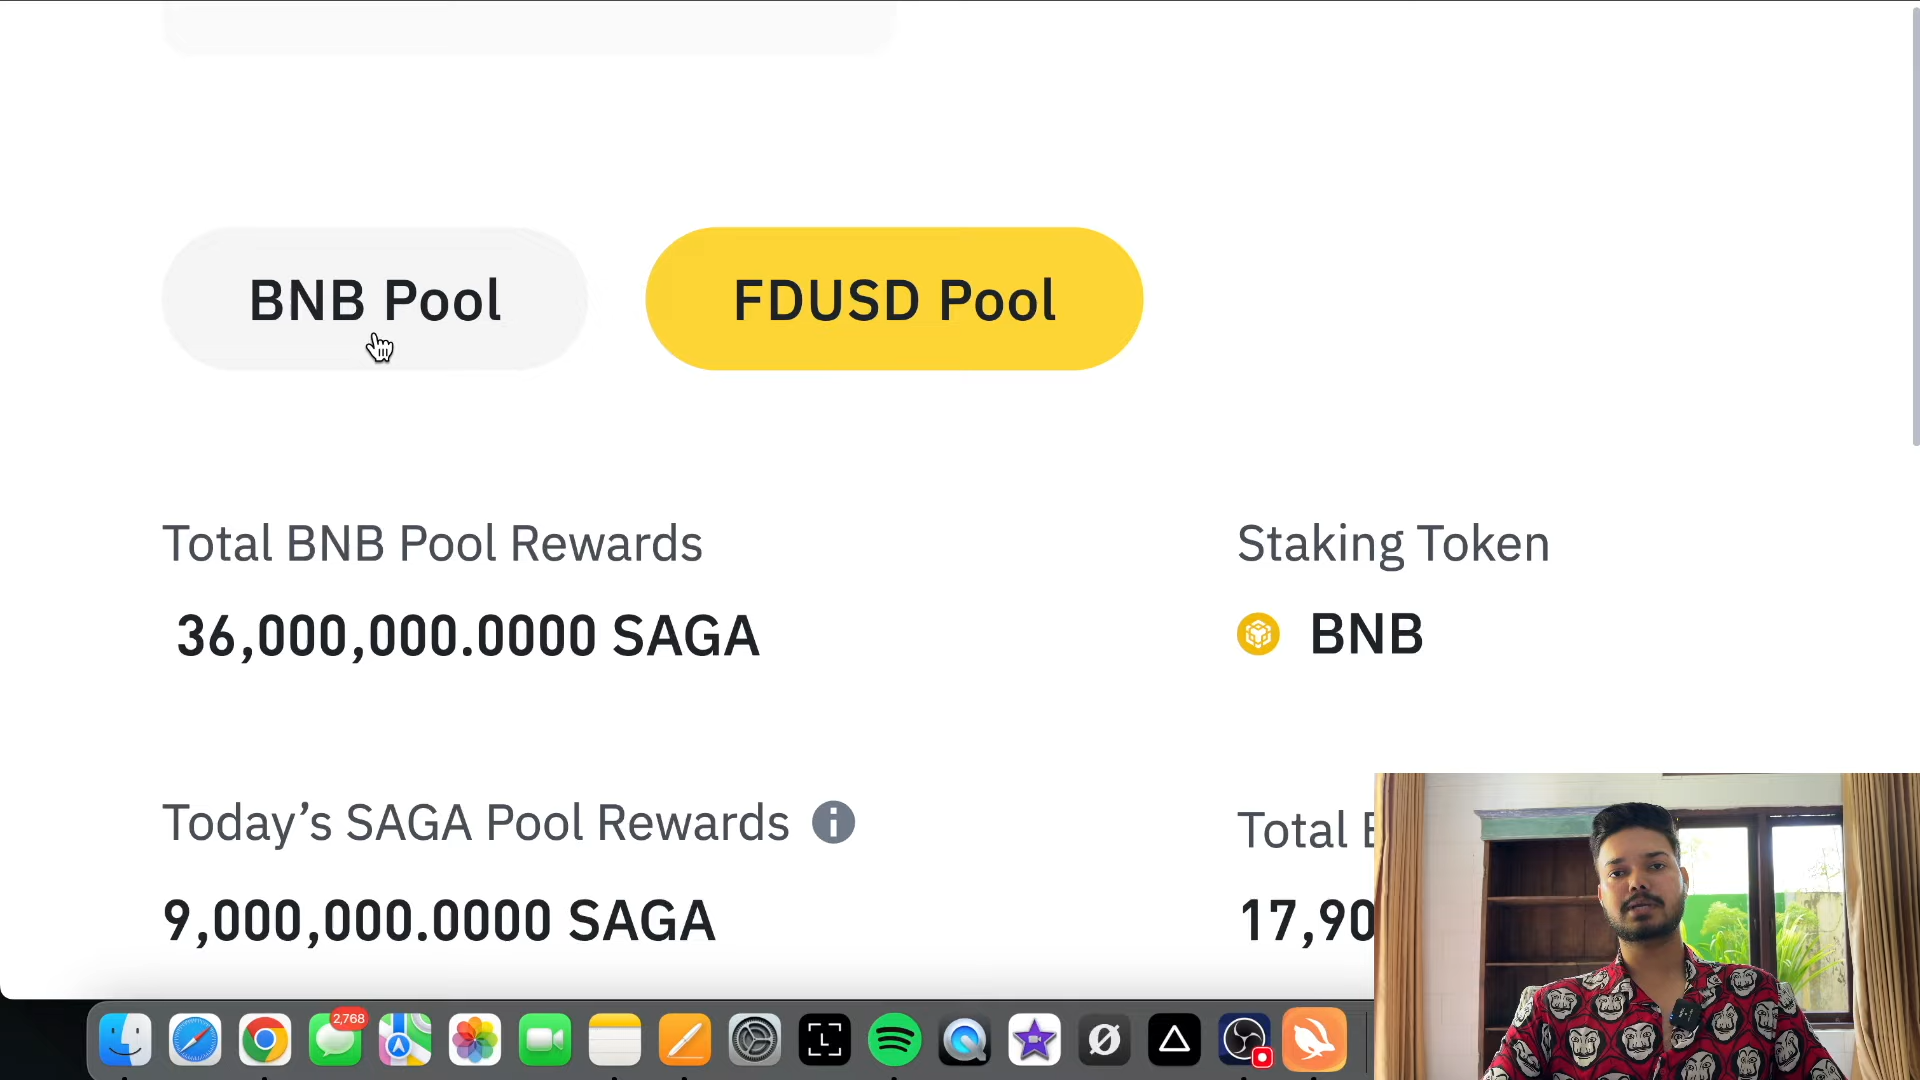 BNB Pool
FDUSD Pool
Total BNB Pool Rewards
Staking Token
36,000,000.0000 SAGA
BNB
Today’s SAGA Pool Rewards
Total
9,000,000.0000 SAGA
17,90
2,768